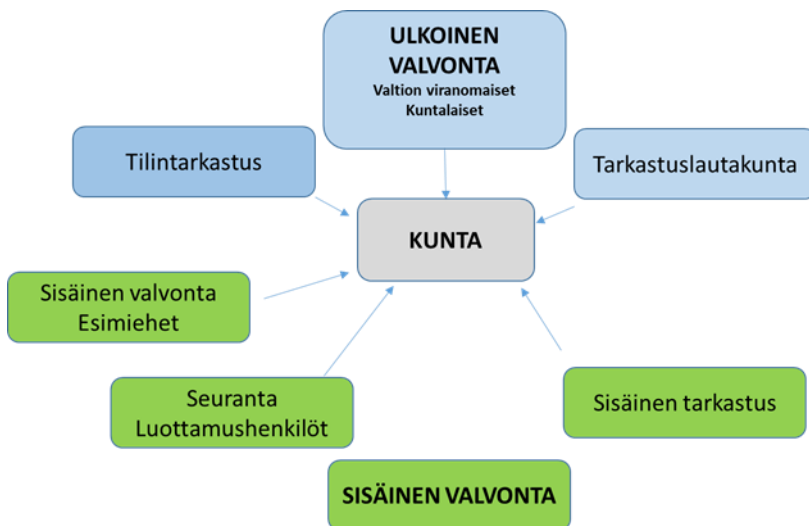 ULKOINEN
VALVONTA
Valtion viranomaiset
Kuntalaiset
Tilintarkastus
Tarkastuslautakunta
KUNTA
Sisäinen valvonta
Esimiehet
Seuranta
Luottamushenkilöt
Sisäinen tarkastus
SISÄINEN VALVONTA